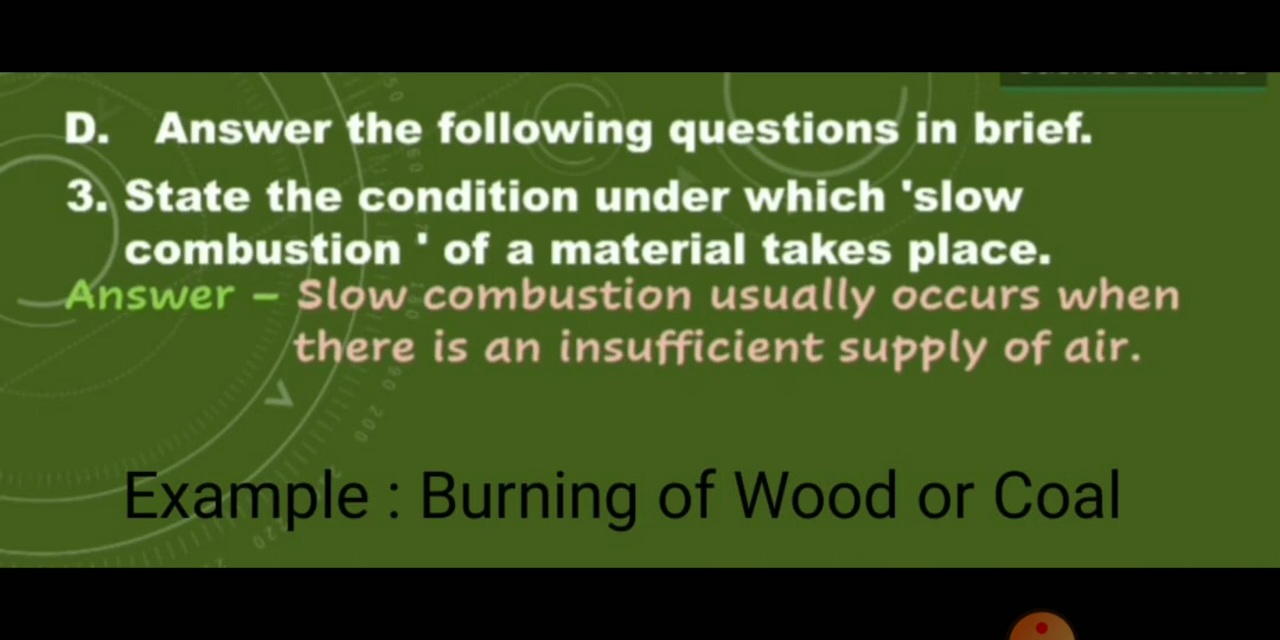 D. Answer the following questions in brief.
3. State the condition under which 'slow
combustion ' of a material takes place.
Answer – Slow combustion usually occurs when
there is an insufficient supply of air.
Example : Burning of Wood or Coal